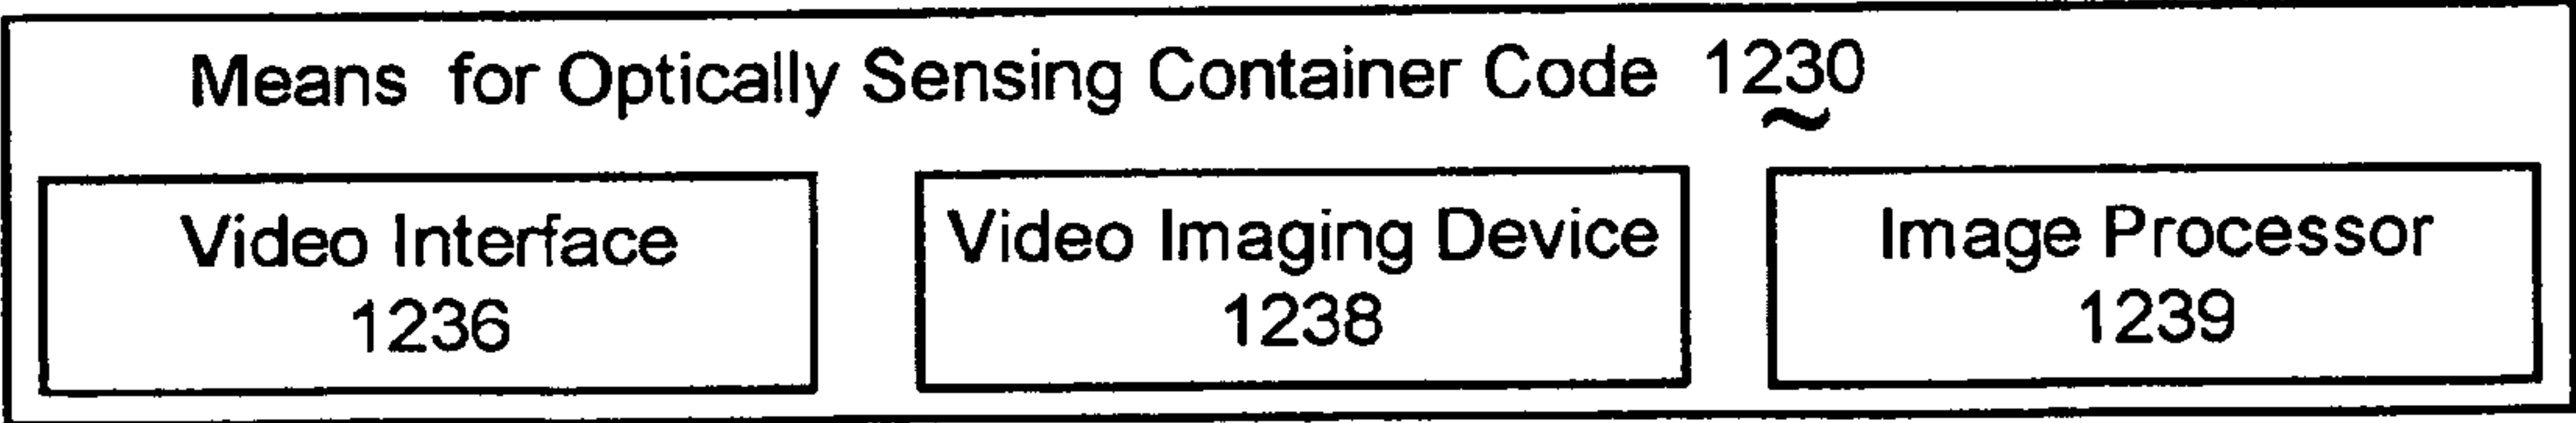 Means for Optically Sensing Container Code 1230
Video Interface
1236
Video Imaging Device
1238
Image Processor
1239